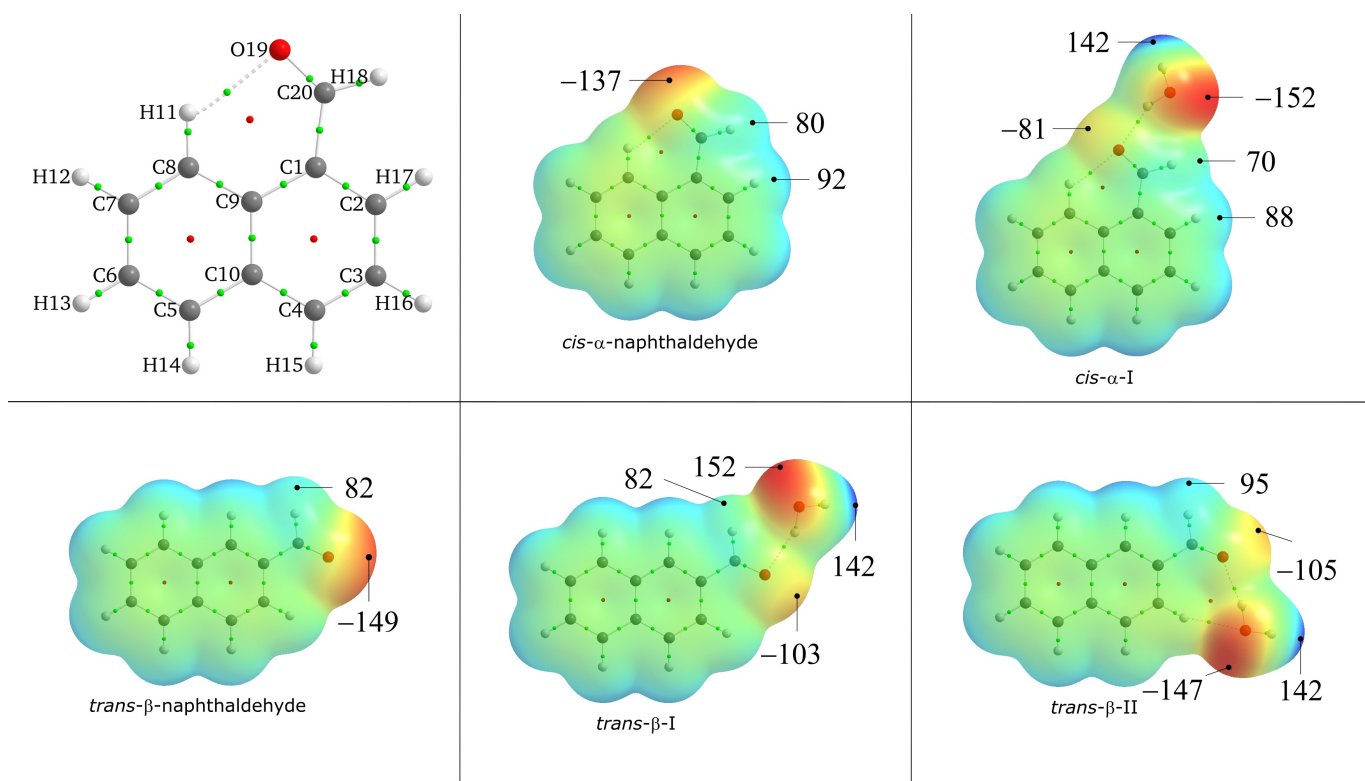 O19
C20
H18
H11
C8
C1
H12
H17
C7
C9
C2
C6
C10
C3
H13
H16
C5
C4
H14
H15
−137
80
92
cis-α-naphthaldehyde
142
−152
−81
70
88
cis-α-I
82
−149
trans-β-naphthaldehyde
152
82
142
−103
trans-β-I
95
−105
−147
142
trans-β-II